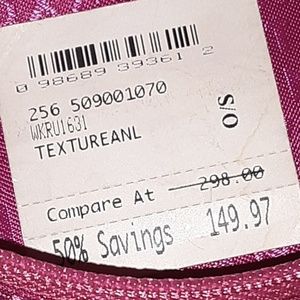 0 98689 39361 2
256 509001070
WKRU1631
TEXTUREANL
S/O
Compare At 298.00
50% Savings 149.97